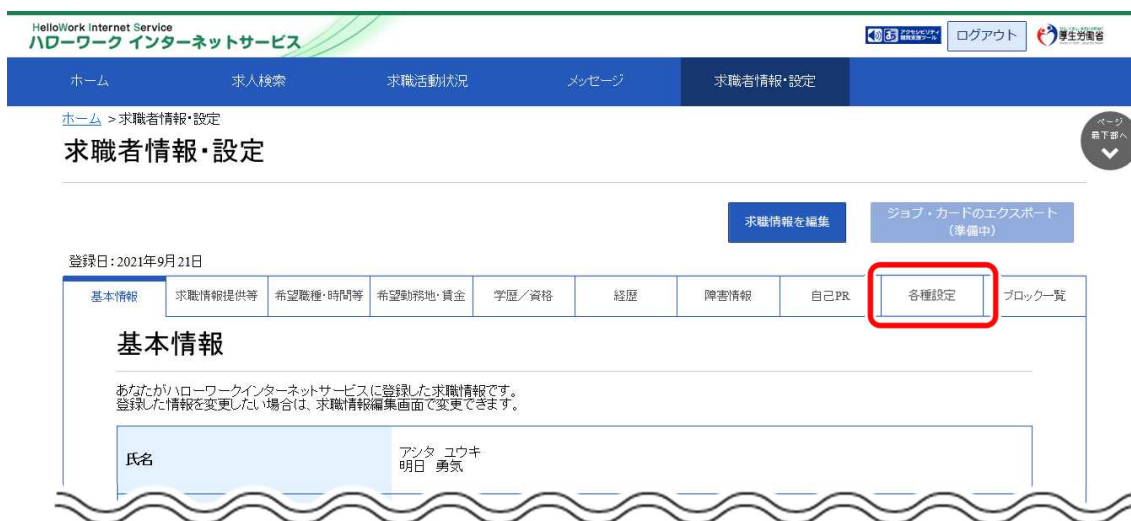 HelloWork Internet Service
ハローワーク インターネットサービス
ログアウト
厚生労働省
ホーム
求人検索
求職活動状況
メッセージ
求職者情報・設定
ホーム >求職者情報・設定
ページ
最下部へ
求職者情報・設定
求職情報を編集
ジョブ・カードのエクスポート
(準備中)
登録日:2021年9月21日
基本情報
求職情報提供等
希望職種・時間等
希望勤務地・賃金
学歴/資格
経歴
障害情報
自己PR
各種設定
ブロック一覧
基本情報
あなたがハローワークインターネットサービスに登録した求職情報です。
登録した情報を変更したい場合は、求職情報編集画面で変更できます。
氏名
アシタ ユウキ
明日 勇気